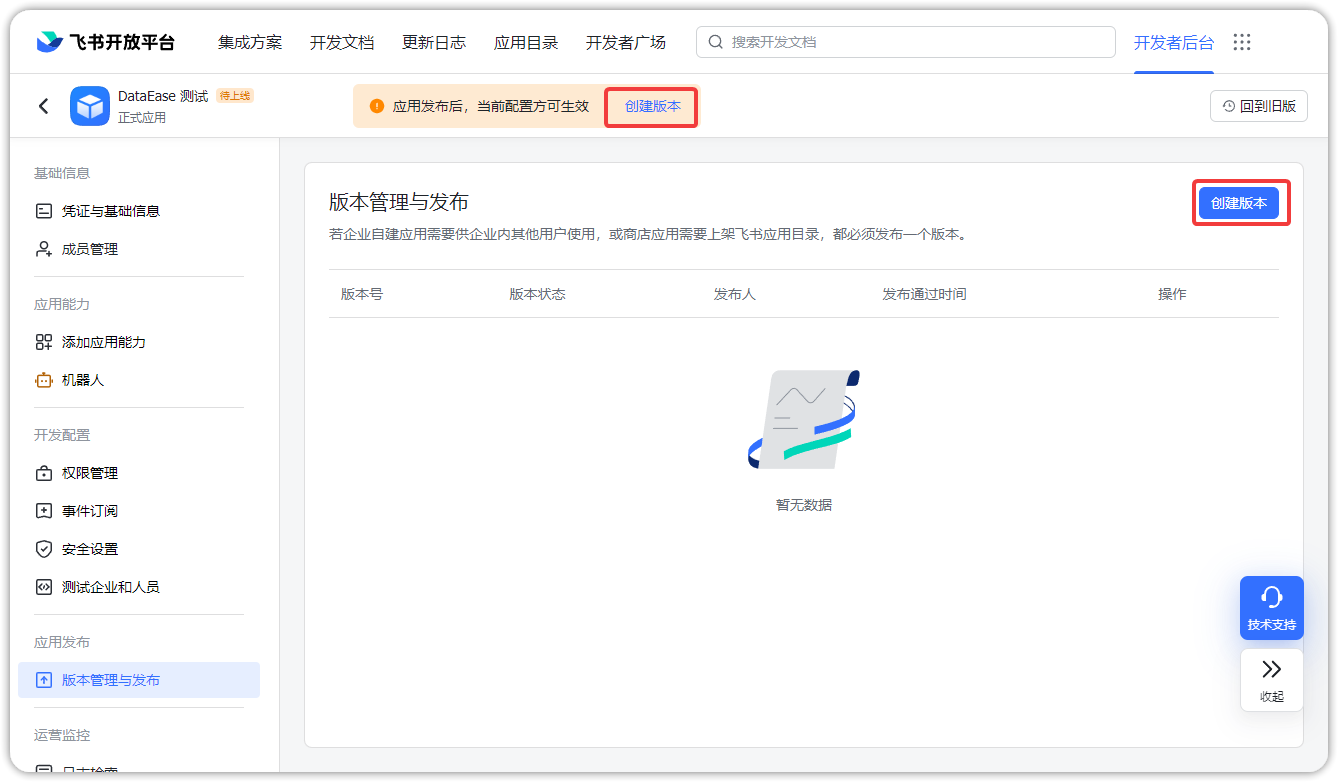 飞书开放平台 集成方案 开发文档 更新日志 应用目录 开发者广场 搜索开发文档 开发者后台
DataEase 测试 待上线
正式应用
应用发布后，当前配置方可生效 创建版本
回到旧版
基础信息
凭证与基础信息
成员管理
应用能力
添加应用能力
机器人
开发配置
权限管理
事件订阅
安全设置
测试企业和人员
应用发布
版本管理与发布
运营监控
日志检索
版本管理与发布
创建版本
若企业自建应用需要供企业内其他用户使用，或商店应用需要上架飞书应用目录，都必须发布一个版本。
版本号 版本状态 发布人 发布通过时间 操作
暂无数据
技术支持
收起